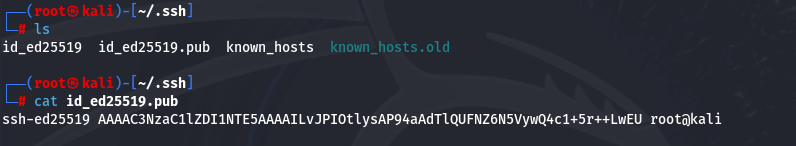 ┌──(root㉿kali)-[~/.ssh]
└─# ls
id_ed25519 id_ed25519.pub known_hosts known_hosts.old
┌──(root㉿kali)-[~/.ssh]
└─# cat id_ed25519.pub
ssh-ed25519 AAAAC3NzaC1lZDI1NTE5AAAAILvJPIOtlysAP94aAdTlQUFNZ6N5VywQ4c1+5r++LwEU root@kali